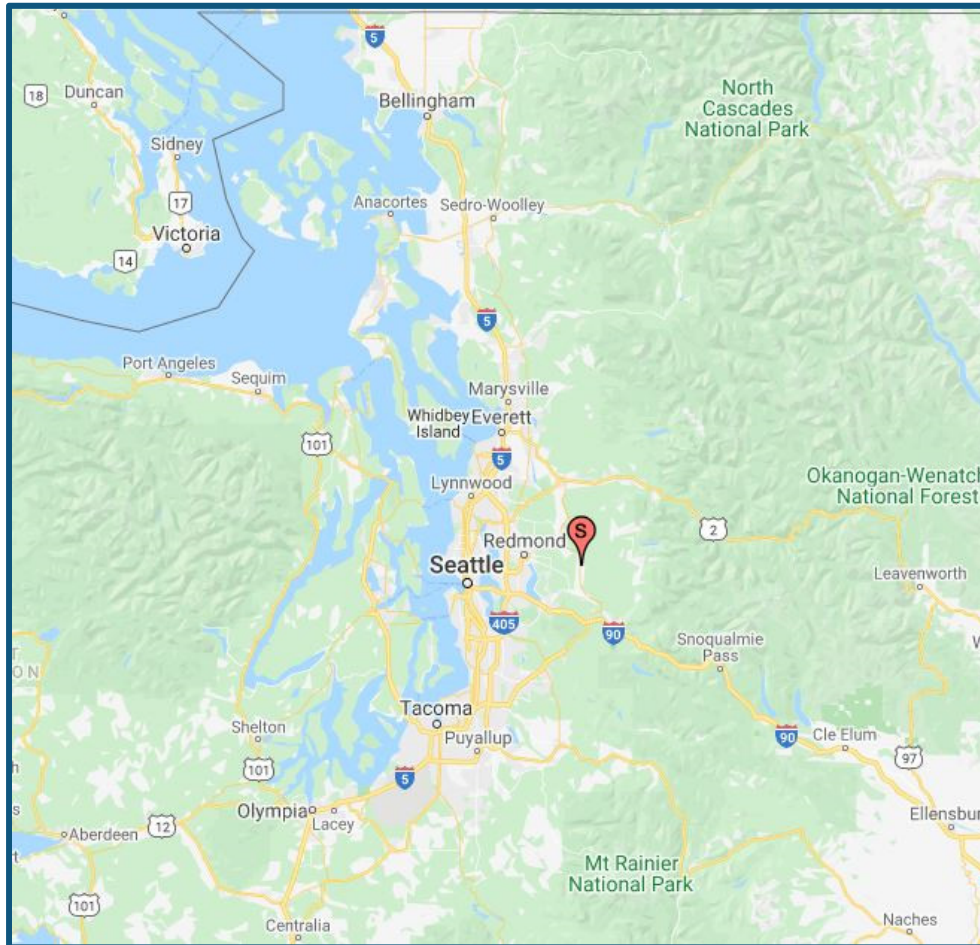 5
18
Duncan
Bellingham
North
Cascades
National Park
Sidney
17
Anacortes
Sedro-Woolley
Victoria
14
5
Port Angeles
Sequim
Marysville
Whidbey
Island
Everett
101
5
Lynnwood
Okanogan-Wenatch
National Forest
S
2
Redmond
Seattle
Leavenworth
405
90
Snoqualmie
Pass
W
T
ON
Tacoma
Shelton
Puyallup
90
Cle Elum
97
101
h
5
s
Olympia
Lacey
Ellensbur
12
Aberdeen
rt
Mt Rainier
National Park
101
Centralia
Naches